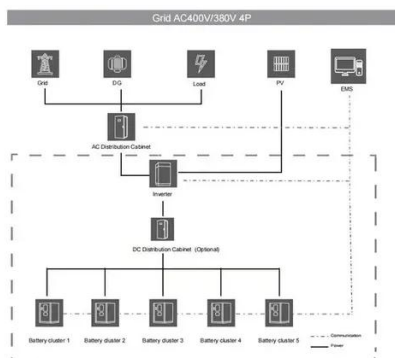 Grid AC400V/380V 4P
Grid
DG
Load
PV
EMS
AC Distribution Cabinet
Inverter
DC Distribution Cabinet (Optional)
Battery cluster 1
Battery cluster 2
Battery cluster 3
Battery cluster 4
Battery cluster 5
Communication
Power